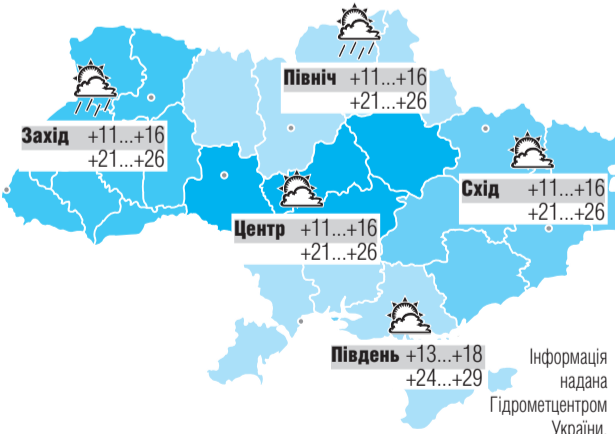 Північ +11...+16
+21...+26
Захід +11...+16
+21...+26
Схід +11...+16
+21...+26
Центр +11...+16
+21...+26
Південь +13...+18
+24...+29
Інформація
надана
Гідрометцентром
України.